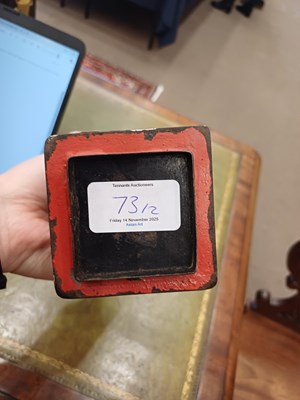 Tennants Auctioneers
73/2
Friday 14 November 2025
Asian Art